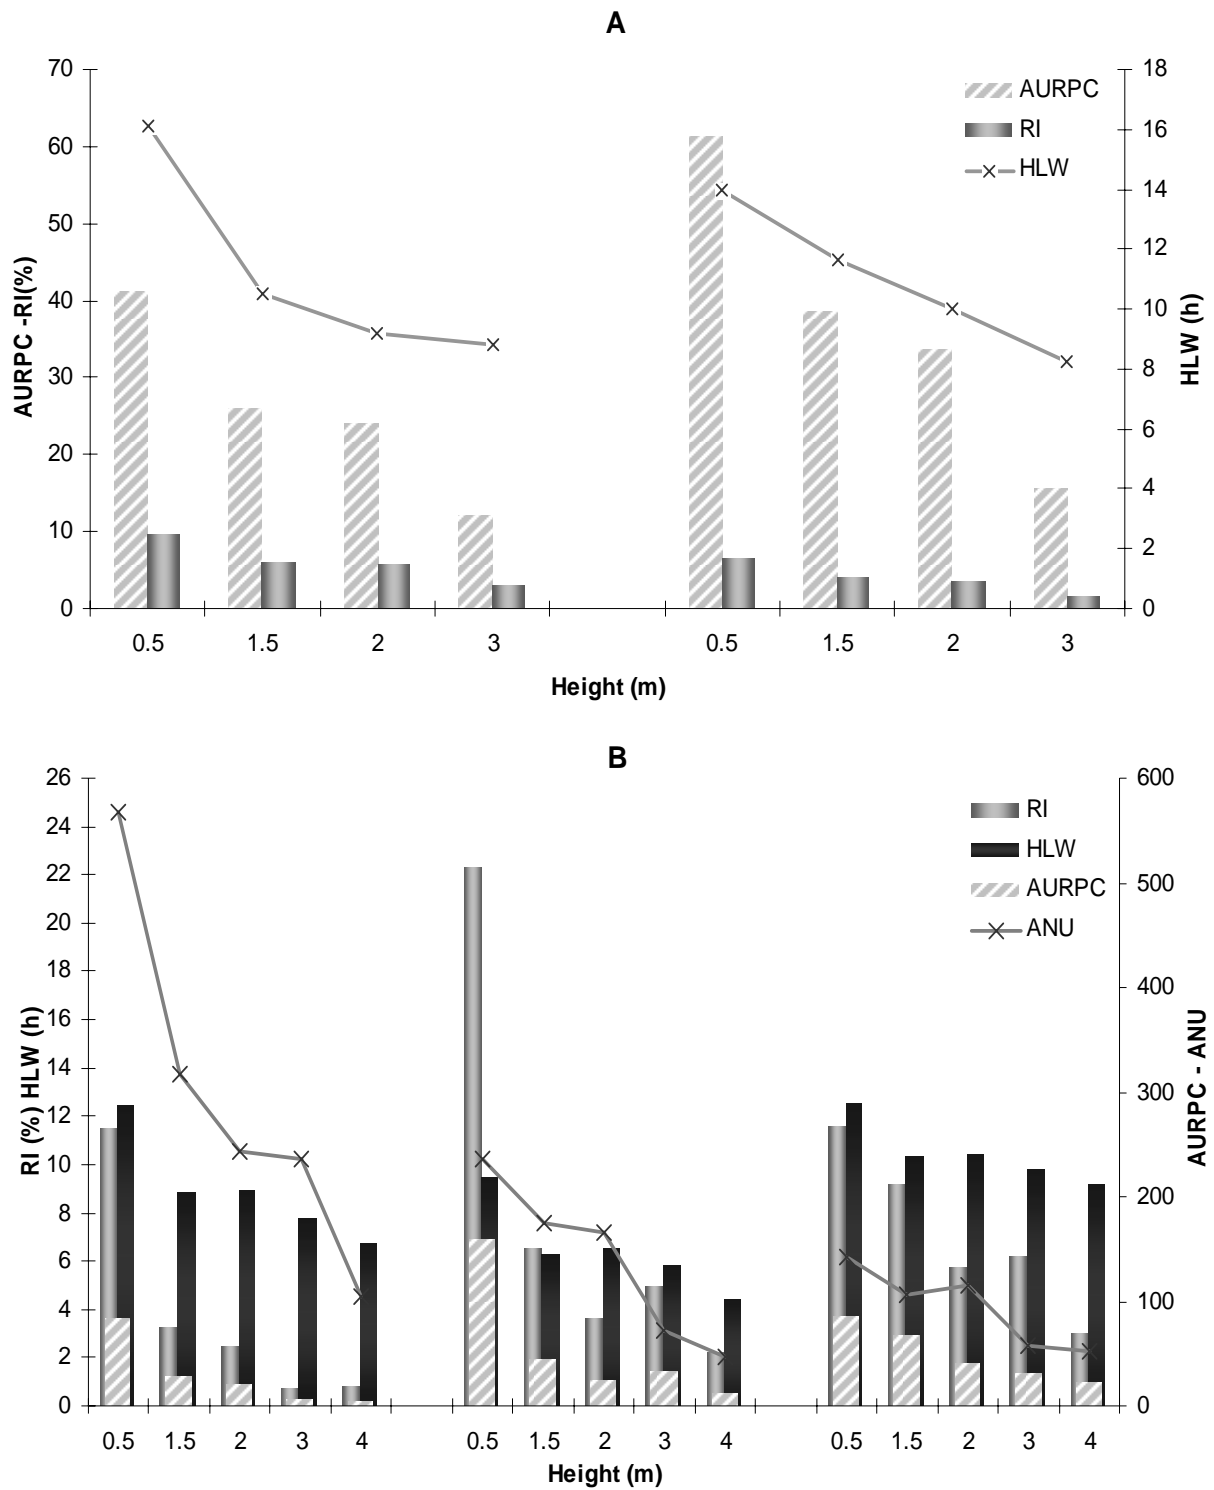 A
70
60
50
40
30
20
10
0
AURPC -RI(%)
18
16
14
12
10
8
6
4
2
0
HLW (h)
AURPC
RI
HLW
0.5 1.5 2 3 0.5 1.5 2 3
Height (m)
B
26
24
22
20
18
16
14
12
10
8
6
4
2
0
RI (%) HLW (h)
600
500
400
300
200
100
0
AURPC - ANU
RI
HLW
AURPC
ANU
0.5 1.5 2 3 4 0.5 1.5 2 3 4 0.5 1.5 2 3 4
Height (m)